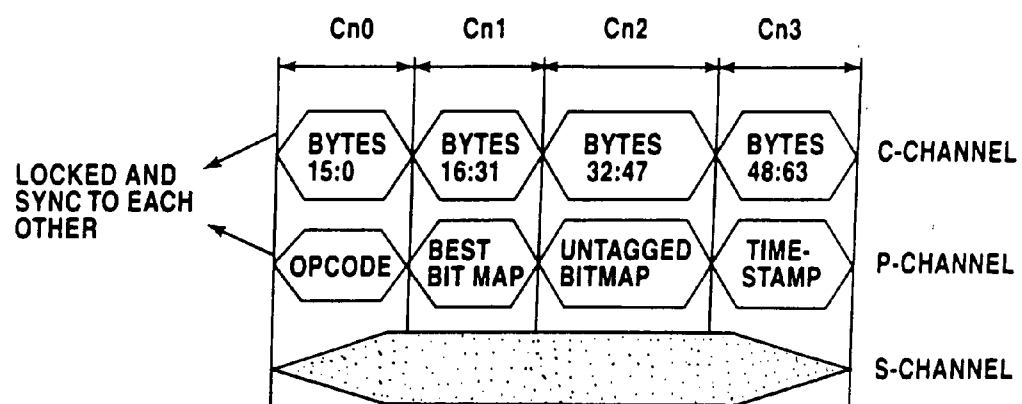 Cn0 Cn1 Cn2 Cn3
BYTES 15:0 BYTES 16:31 BYTES 32:47 BYTES 48:63 C-CHANNEL
LOCKED AND
SYNC TO EACH
OTHER
OPCODE BEST BIT MAP UNTAGGED BITMAP TIME-STAMP P-CHANNEL
S-CHANNEL